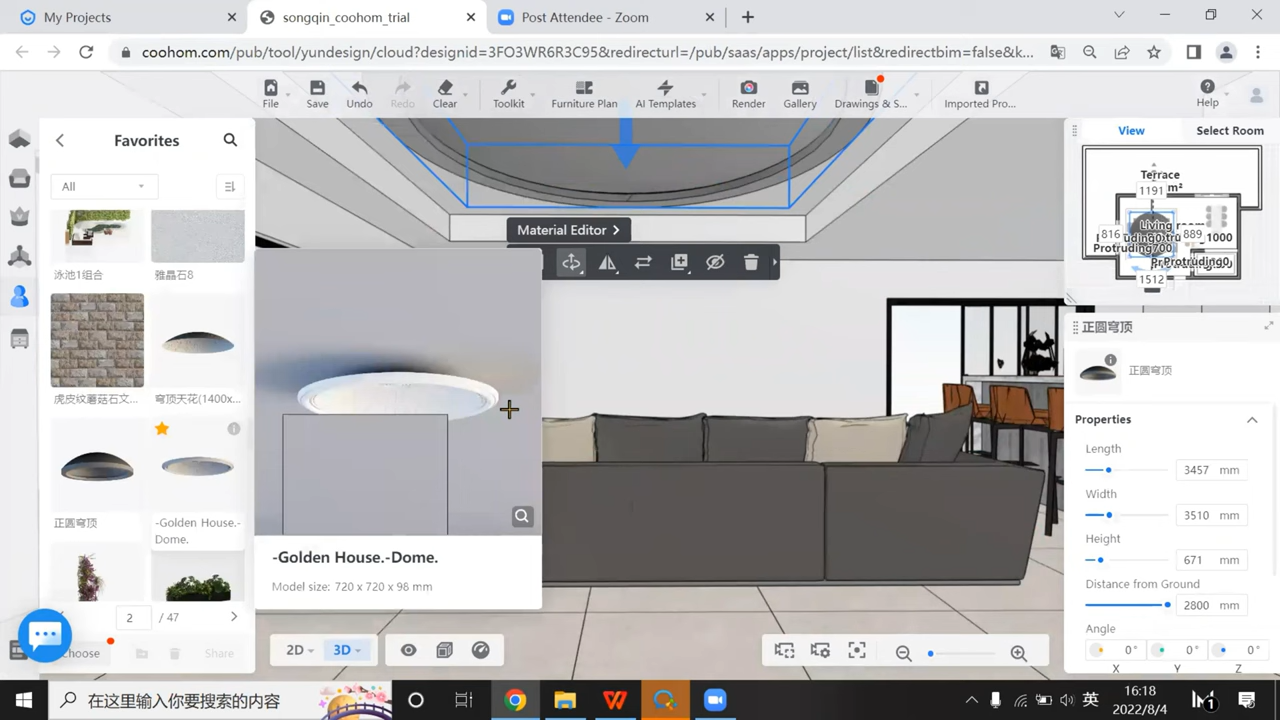 My Projects
songqin_coohom_trial
Post Attendee - Zoom
coohom.com/pub/tool/yundesign/cloud?designid=3FO3WR6R3C95&redirecturl=/pub/saas/apps/project/list&redirectbim=false&k...
File
Save
Undo
Redo
Clear
Toolkit
Furniture Plan
AI Templates
Render
Gallery
Drawings & S...
Imported Pro...
Help
Favorites
All
泳池1组合
雅晶石8
虎皮纹蘑菇石文...
穹顶天花(1400x...
正圆穹顶
-Golden House.-
Dome.
2 / 47
Choose
Share
Material Editor
-Golden House.-Dome.
Model size: 720 x 720 x 98 mm
2D
3D
View
Select Room
Terrace
m²
1191
Living
816
889
1000
Protruding700
Protruding0
1512
正圆穹顶
正圆穹顶
Properties
Length
3457 mm
Width
3510 mm
Height
671 mm
Distance from Ground
2800 mm
Angle
0° 0° 0°
X Y Z
在这里输入你要搜索的内容
英
16:18
2022/8/4
1